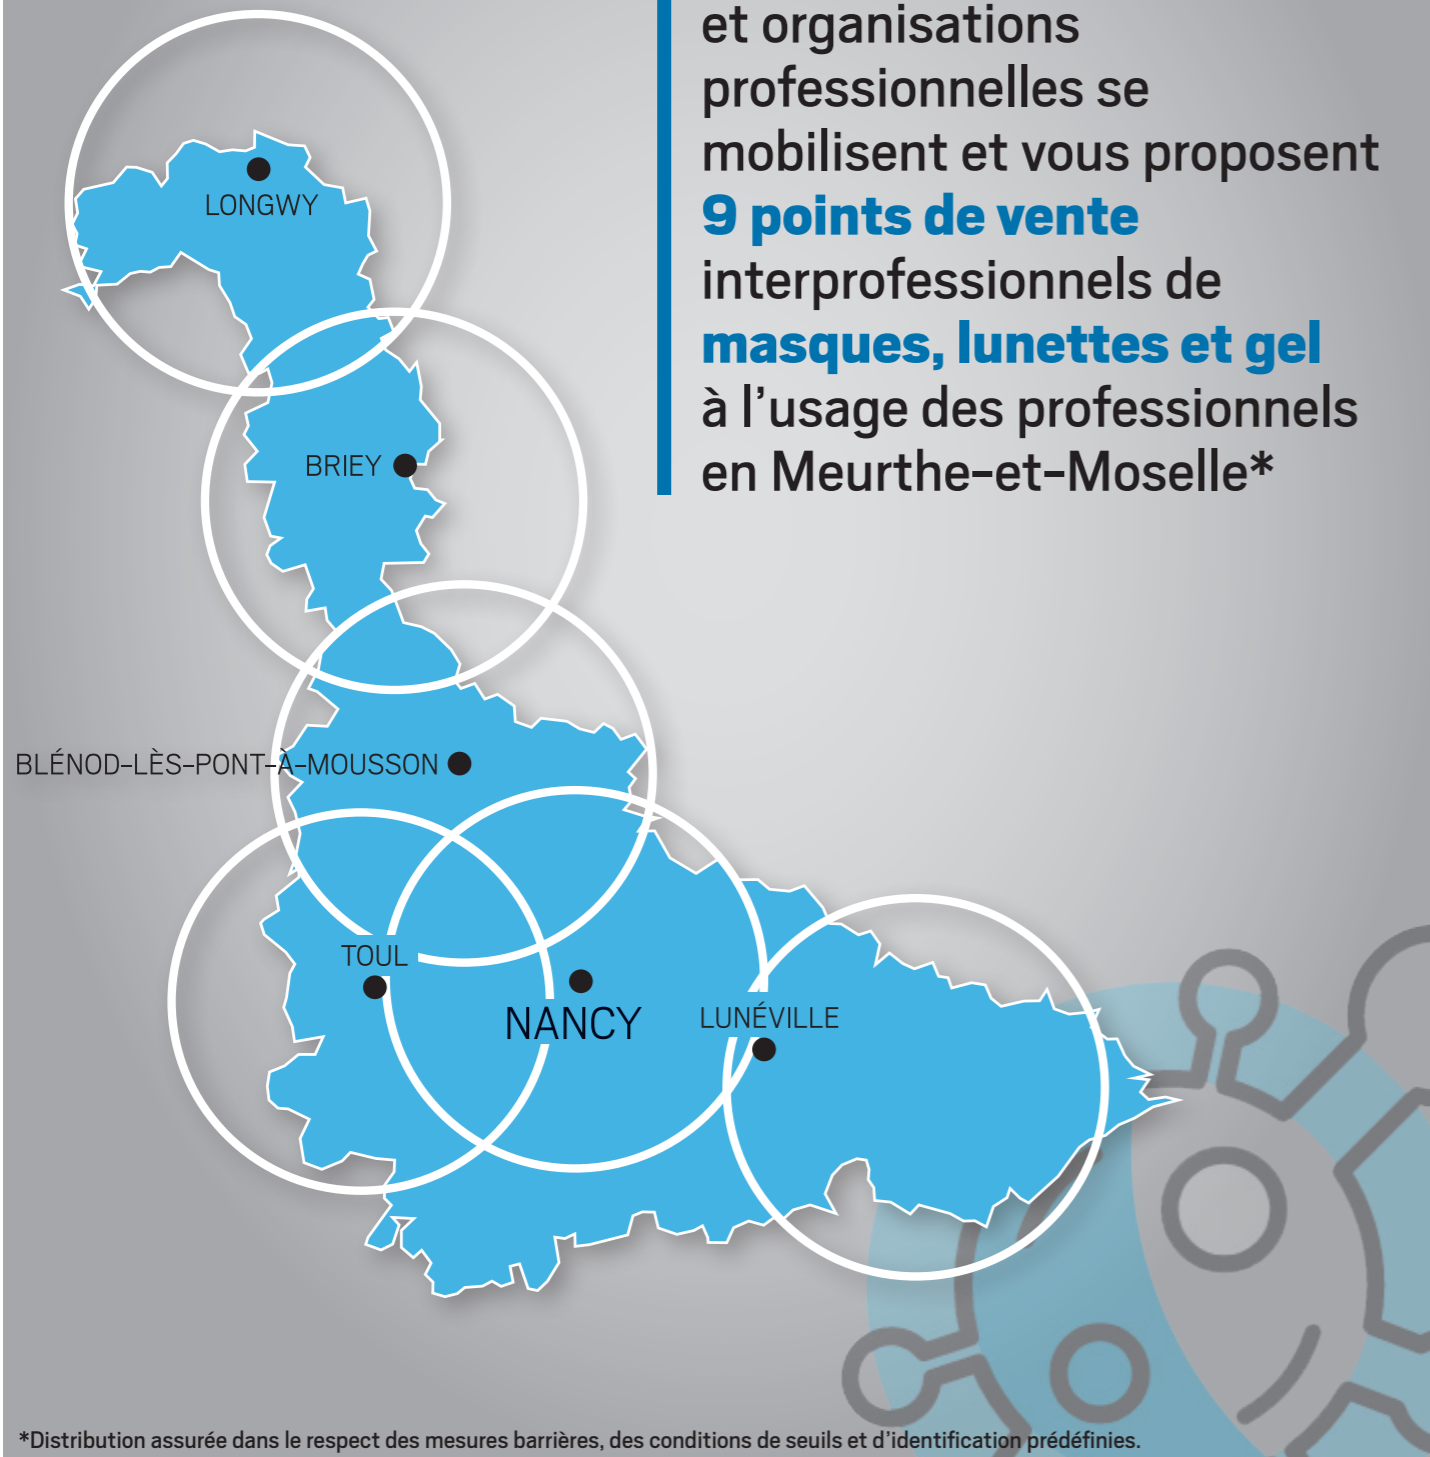 et organisations
professionnelles se
mobilisent et vous proposent
9 points de vente
interprofessionnels de
masques, lunettes et gel
à l’usage des professionnels
en Meurthe-et-Moselle*
LONGWY
BRIEY
BLÉNOD-LÈS-PONT-À-MOUSSON
TOUL
NANCY
LUNÉVILLE
*Distribution assurée dans le respect des mesures barrières, des conditions de seuils et d’identification prédéfinies.